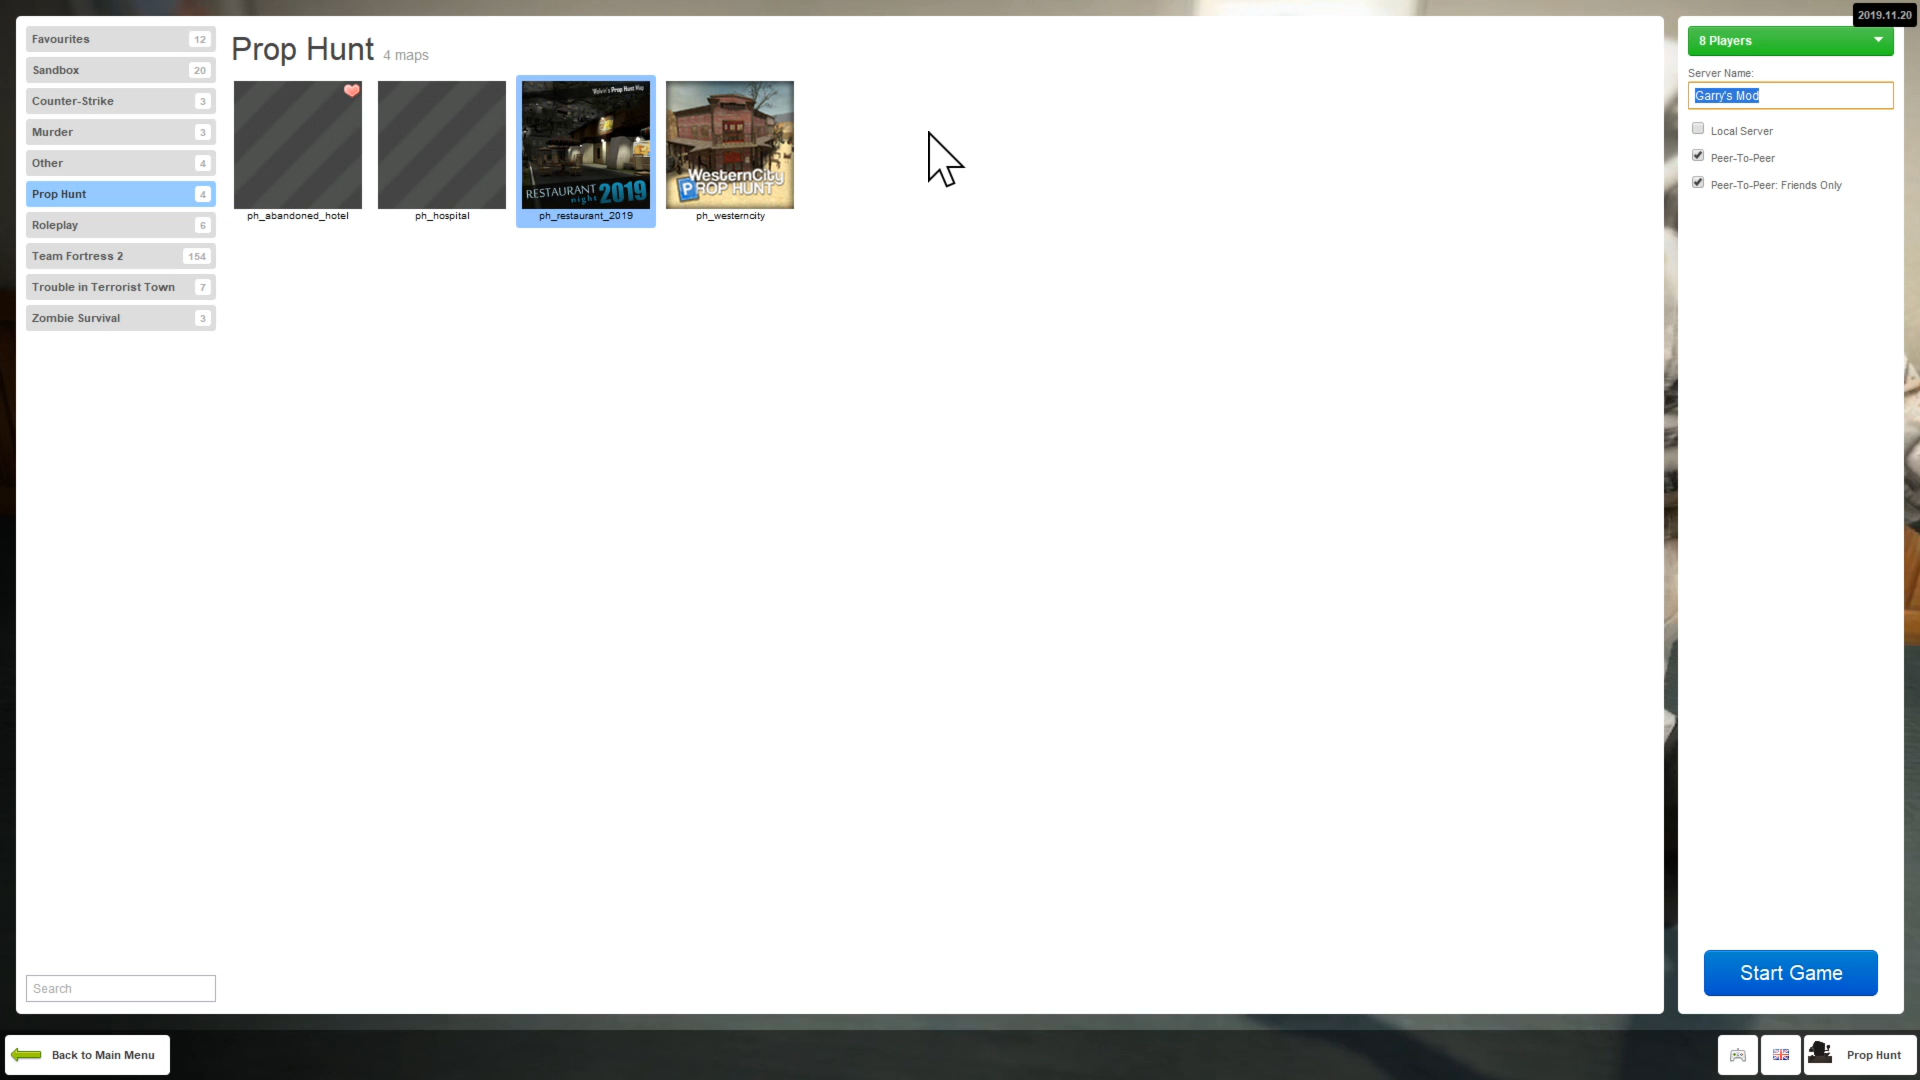 2019.11.20
Favourites 12
Sandbox 20
Counter-Strike 3
Murder 3
Other 4
Prop Hunt 4
Roleplay 6
Team Fortress 2 154
Trouble in Terrorist Town 7
Zombie Survival 3
Search
Prop Hunt 4 maps
Prop Hunt Map
RESTAURANT
night 2019
WesternCity
PROP HUNT
ph_abandoned_hotel
ph_hospital
ph_restaurant_2019
ph_westerncity
8 Players
Server Name:
Garry's Mod
Local Server
Peer-To-Peer
Peer-To-Peer: Friends Only
Start Game
Back to Main Menu
Prop Hunt